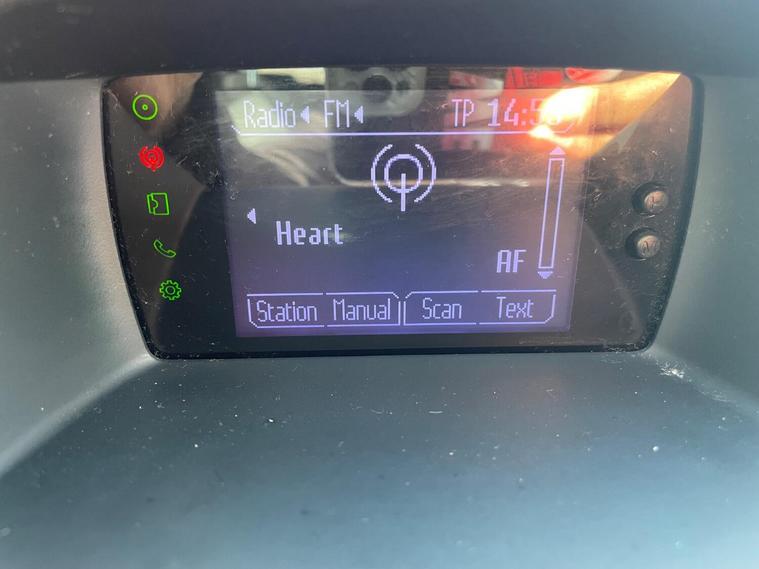 Radio FM TP
Heart
AF
Station Manual Scan Text